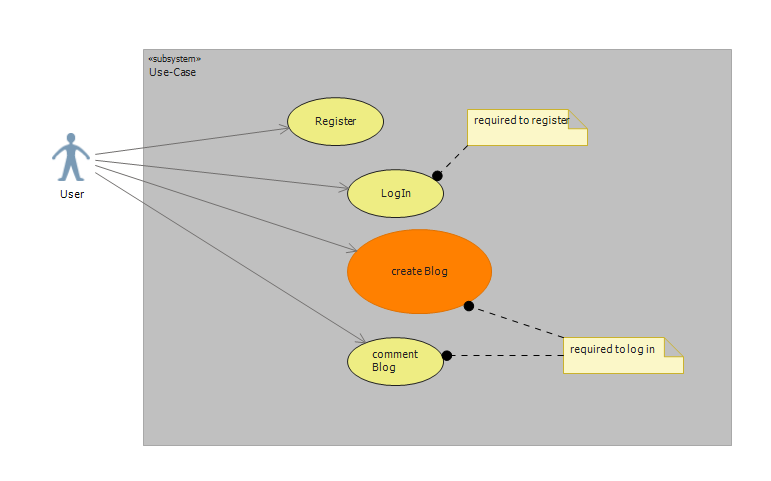 «subsystem»
Use-Case
Register
required to register
LogIn
User
create Blog
comment
Blog
required to log in